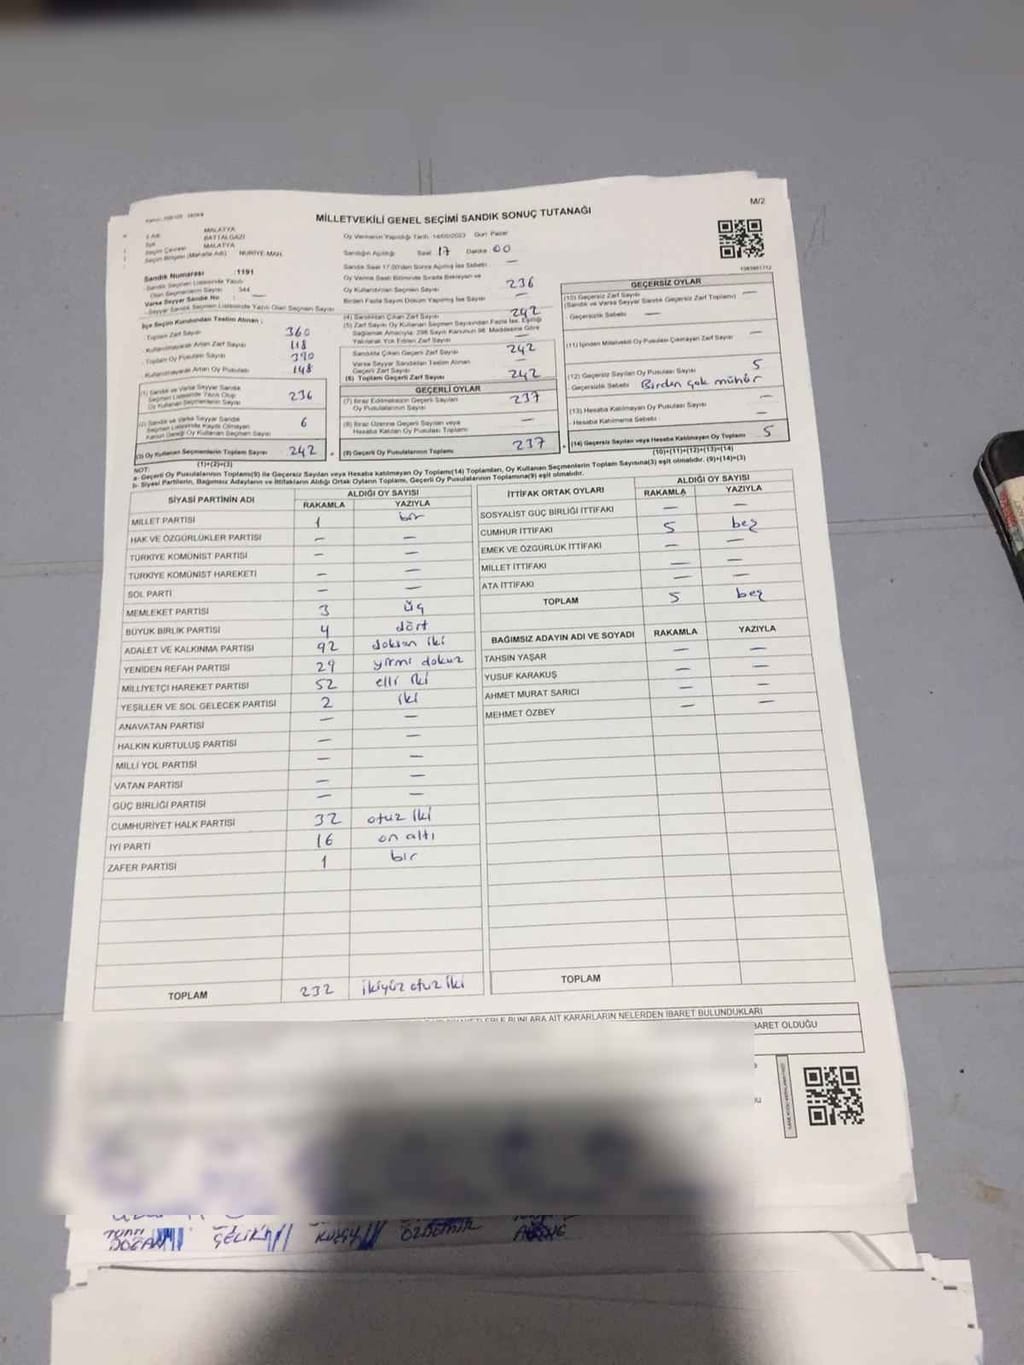 M/2
MİLLETVEKİLİ GENEL SEÇİMİ SANDIK SONUÇ TUTANAĞI
MALATYA
BATTALGAZİ
MALATYA
Seçim Bölgesi (Mahalle Adı) NURİYE MAH.
Sandık Numarası :1191
Sandık Seçmen Listesinde Yazılı
Olan Seçmenlerin Sayısı : 344
Varsa Seyyar Sandık No : —
Seyyar Sandık Seçmen Listesinde Yazılı Olan Seçmen Sayısı
İlçe Seçim Kurulundan Teslim Alınan ;
Toplam Zarf Sayısı 360
Kullanılmayarak Artan Zarf Sayısı 118
Toplam Oy Pusulası Sayısı 390
Kullanılmayarak Artan Oy Pusulası 148
(1) Sandık ve Varsa Seyyar Sandık
Seçmen Listesinde Yazılı Olup
Oy Kullanan Seçmenlerin Sayısı 236
(2) Sandık ve Varsa Seyyar Sandık
Seçmen Listesinde Kaydı Olmayan
Kanun Gereği Oy Kullanan Seçmen Sayısı 6
(3) Oy Kullanan Seçmenlerin Toplam Sayısı 242
(1)+(2)=(3)
Oy Vermenin Yapıldığı Tarih 14/05/2023 Gün: Pazar
Sandığın Açıldığı Saat 17 Dakika 00
Sandık Saat 17.00'den Sonra Açılmış İse Sebebi : —
Oy Verme Saati Bitiminde Sırada Bekleyen ve
Oy Kullandırılan Seçmen Sayısı 236
Birden Fazla Sayım Döküm Yapılmış İse Sayısı —
(4) Sandıktan Çıkan Zarf Sayısı 242
(5) Zarf Sayısı Oy Kullanan Seçmen Sayısından Fazla İse, Eşitliği
Sağlamak Amacıyla; 298 Sayılı Kanunun 98. Maddesine Göre
Yakılarak Yok Edilen Zarf Sayısı —
Sandıkta Çıkan Geçerli Zarf Sayısı 242
Varsa Seyyar Sandıktan Teslim Alınan
Geçerli Zarf Sayısı —
(6) Toplam Geçerli Zarf Sayısı 242
GEÇERLİ OYLAR
(7) İtiraz Edilmeksizin Geçerli Sayılan
Oy Pusulalarının Sayısı 237
(8) İtiraz Üzerine Geçerli Sayılan veya
Hesaba Katılan Oy Pusulası Toplamı —
(9) Geçerli Oy Pusulalarının Toplamı 237
GEÇERSİZ OYLAR
(10) Geçersiz Zarf Sayısı
(Sandık ve Varsa Seyyar Sandık Geçersiz Zarf Toplamı) —
Geçersizlik Sebebi : —
(11) İçinden Milletvekili Oy Pusulası Çıkmayan Zarf Sayısı —
(12) Geçersiz Sayılan Oy Pusulası Sayısı 5
Geçersizlik Sebebi : Birden çok mühür
(13) Hesaba Katılmayan Oy Pusulası Sayısı —
Hesaba Katılmama Sebebi : —
(14) Geçersiz Sayılan veya Hesaba Katılmayan Oy Toplamı 5
(10)+(11)+(12)+(13)=(14)
NOT:
a- Geçerli Oy Pusulalarının Toplamı(9) ile Geçersiz Sayılan veya Hesaba Katılmayan Oy Toplamı(14) Toplamları, Oy Kullanan Seçmenlerin Toplam Sayısına(3) eşit olmalıdır. (9)+(14)=(3)
b- Siyasi Partilerin, Bağımsız Adayların ve İttifakların Aldığı Ortak Oyların Toplamı, Geçerli Oy Pusulalarının Toplamına(9) eşit olmalıdır.
SİYASİ PARTİNİN ADI ALDIĞI OY SAYISI
RAKAMLA YAZIYLA
MİLLET PARTİSİ 1 bir
HAK VE ÖZGÜRLÜKLER PARTİSİ — —
TÜRKİYE KOMÜNİST PARTİSİ — —
TÜRKİYE KOMÜNİST HAREKETİ — —
SOL PARTİ — —
MEMLEKET PARTİSİ 3 üç
BÜYÜK BİRLİK PARTİSİ 4 dört
ADALET VE KALKINMA PARTİSİ 92 doksan iki
YENİDEN REFAH PARTİSİ 29 yirmi dokuz
MİLLİYETÇİ HAREKET PARTİSİ 52 elli iki
YEŞİLLER VE SOL GELECEK PARTİSİ 2 iki
ANAVATAN PARTİSİ — —
HALKIN KURTULUŞ PARTİSİ — —
MİLLİ YOL PARTİSİ — —
VATAN PARTİSİ — —
GÜÇ BİRLİĞİ PARTİSİ — —
CUMHURİYET HALK PARTİSİ 32 otuz iki
İYİ PARTİ 16 on altı
ZAFER PARTİSİ 1 bir
TOPLAM 232 ikiyüz otuz iki
İTTİFAK ORTAK OYLARI ALDIĞI OY SAYISI
RAKAMLA YAZIYLA
SOSYALİST GÜÇ BİRLİĞİ İTTİFAKI — —
CUMHUR İTTİFAKI 5 beş
EMEK VE ÖZGÜRLÜK İTTİFAKI — —
MİLLET İTTİFAKI — —
ATA İTTİFAKI — —
TOPLAM 5 beş
BAĞIMSIZ ADAYIN ADI VE SOYADI RAKAMLA YAZIYLA
TAHSİN YAŞAR — —
YUSUF KARAKUŞ — —
AHMET MURAT SARICI — —
MEHMET ÖZBEY — —
TOPLAM
BUNLARA AİT KARARLARIN NELERDEN İBARET BULUNDUKLARI
BARET OLDUĞU
DOĞAN